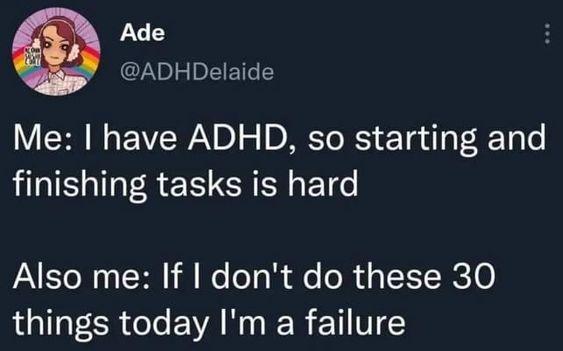 Ade
@ADHDelaide
Me: I have ADHD, so starting and
finishing tasks is hard
Also me: If I don't do these 30
things today I'm a failure